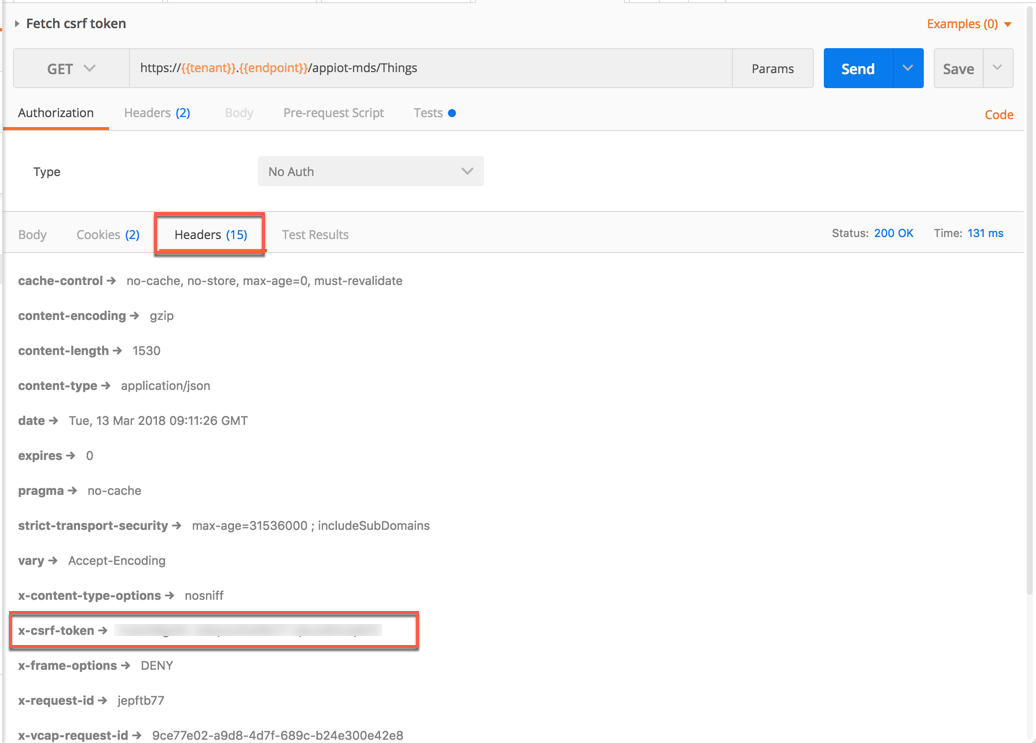 Fetch csrf token
Examples (0)
GET
https://{{tenant}}.{{endpoint}}/appiot-mds/Things
Params
Send
Save
Authorization
Headers (2)
Body
Pre-request Script
Tests
Code
Type
No Auth
Body
Cookies (2)
Headers (15)
Test Results
Status: 200 OK
Time: 131 ms
cache-control → no-cache, no-store, max-age=0, must-revalidate
content-encoding → gzip
content-length → 1530
content-type → application/json
date → Tue, 13 Mar 2018 09:11:26 GMT
expires → 0
pragma → no-cache
strict-transport-security → max-age=31536000 ; includeSubDomains
vary → Accept-Encoding
x-content-type-options → nosniff
x-csrf-token →
x-frame-options → DENY
x-request-id → jepftb77
x-vcap-request-id → 9ce77e02-a9d8-4d7f-689c-b24e300e42e8